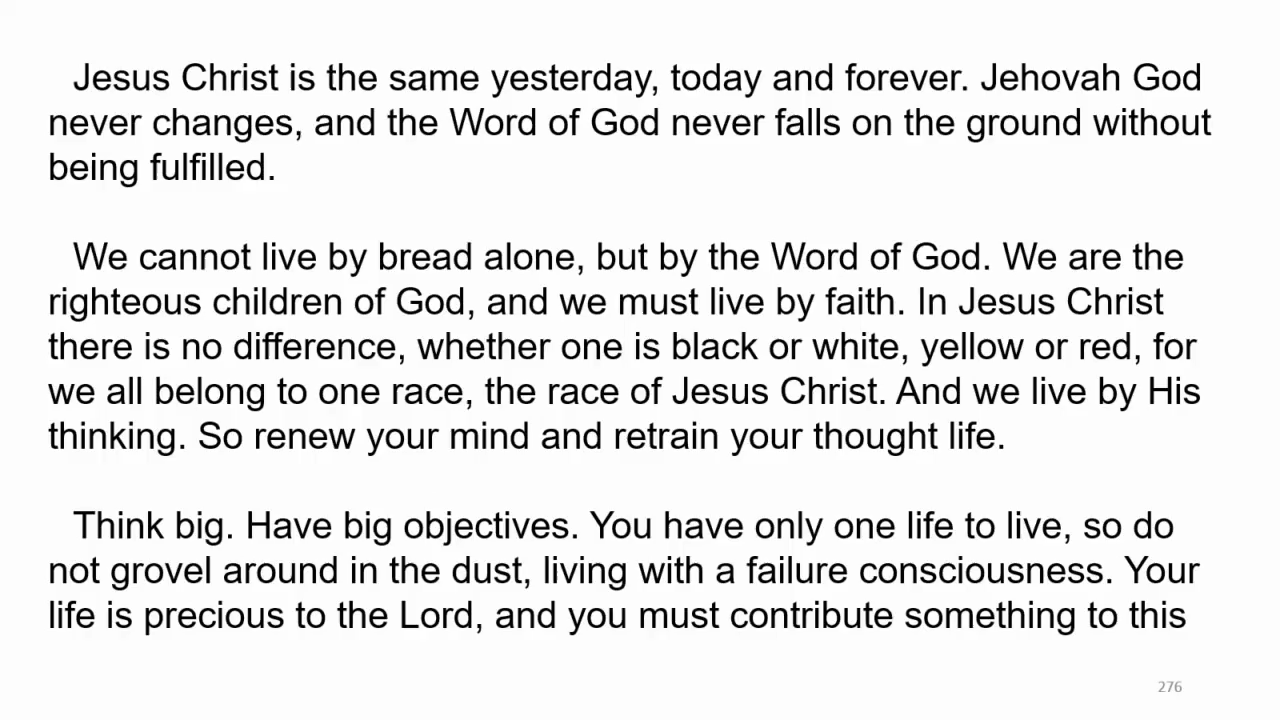 Jesus Christ is the same yesterday, today and forever. Jehovah God
never changes, and the Word of God never falls on the ground without
being fulfilled.
We cannot live by bread alone, but by the Word of God. We are the
righteous children of God, and we must live by faith. In Jesus Christ
there is no difference, whether one is black or white, yellow or red, for
we all belong to one race, the race of Jesus Christ. And we live by His
thinking. So renew your mind and retrain your thought life.
Think big. Have big objectives. You have only one life to live, so do
not grovel around in the dust, living with a failure consciousness. Your
life is precious to the Lord, and you must contribute something to this
276